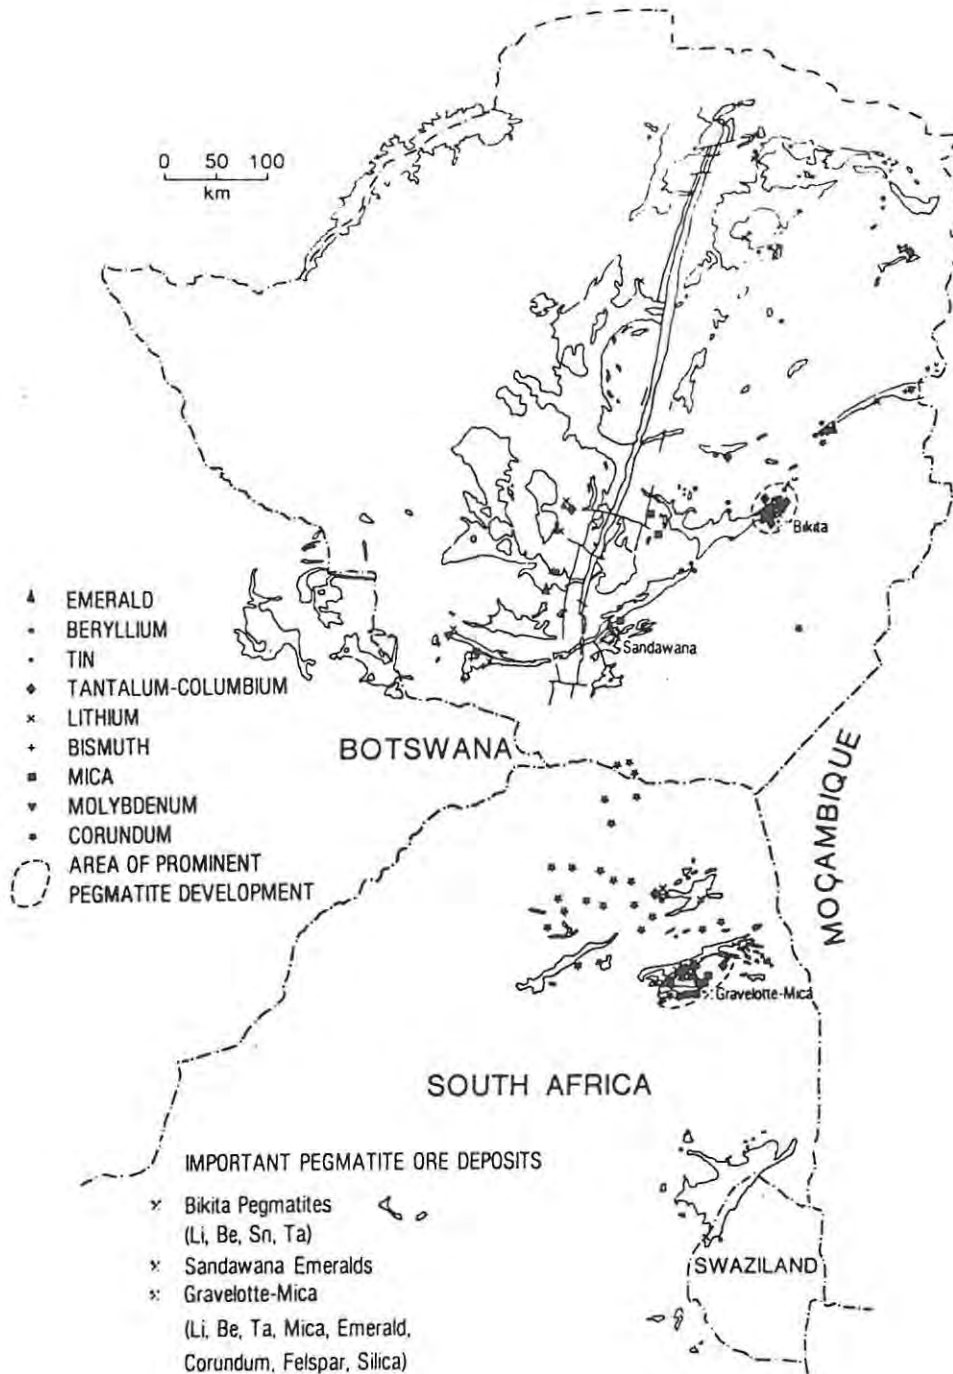 0 50 100
km
Bikita
Sandawana
EMERALD
BERYLLIUM
TIN
TANTALUM-COLUMBIUM
LITHIUM
BISMUTH
MICA
MOLYBDENUM
CORUNDUM
AREA OF PROMINENT
PEGMATITE DEVELOPMENT
BOTSWANA
MOÇAMBIQUE
Gravelotte-Mica
SOUTH AFRICA
IMPORTANT PEGMATITE ORE DEPOSITS
Bikita Pegmatites
(Li, Be, Sn, Ta)
Sandawana Emeralds
Gravelotte-Mica
(Li, Be, Ta, Mica, Emerald,
Corundum, Felspar, Silica)
SWAZILAND